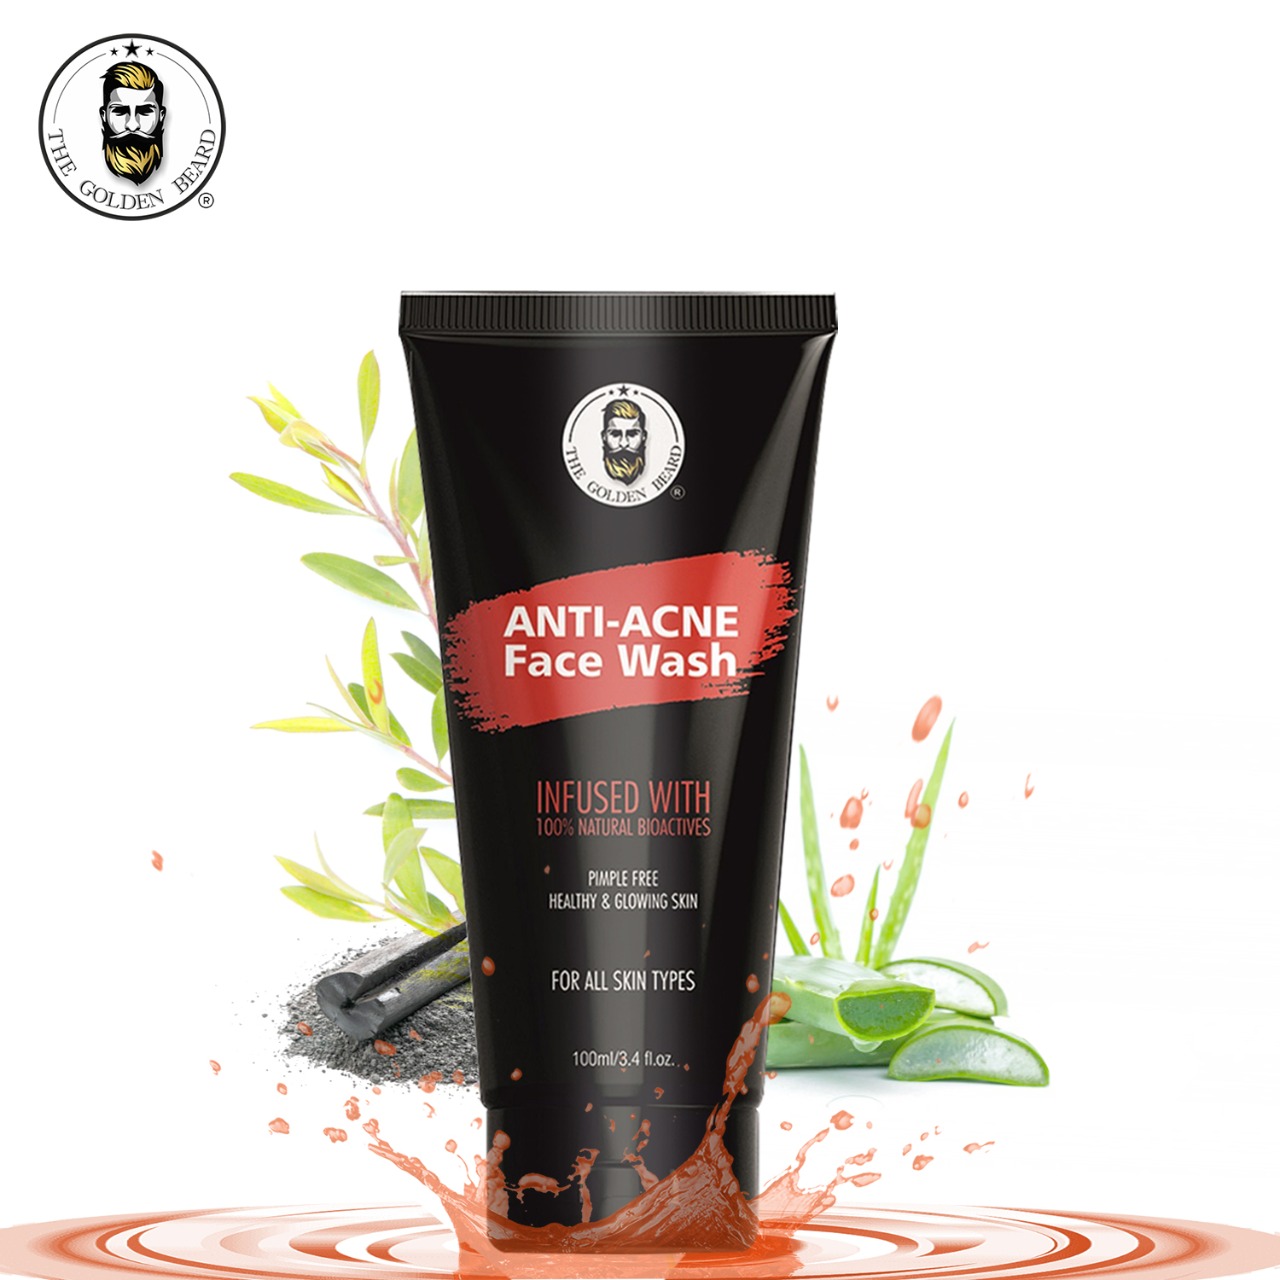 THE GOLDEN BEARD
®
THE GOLDEN BEARD
®
ANTI-ACNE
Face Wash
INFUSED WITH
100% NATURAL BIOACTIVES
PIMPLE FREE
HEALTHY & GLOWING SKIN
FOR ALL SKIN TYPES
100ml/3.4 fl.oz.